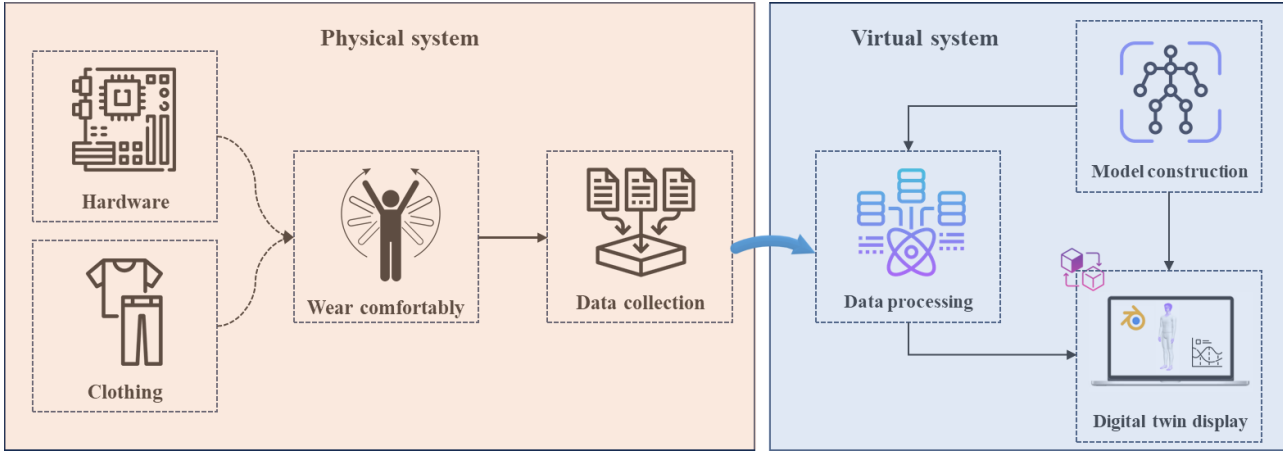 Physical system
Hardware
Clothing
Wear comfortably
Data collection
Virtual system
Model construction
Data processing
Digital twin display